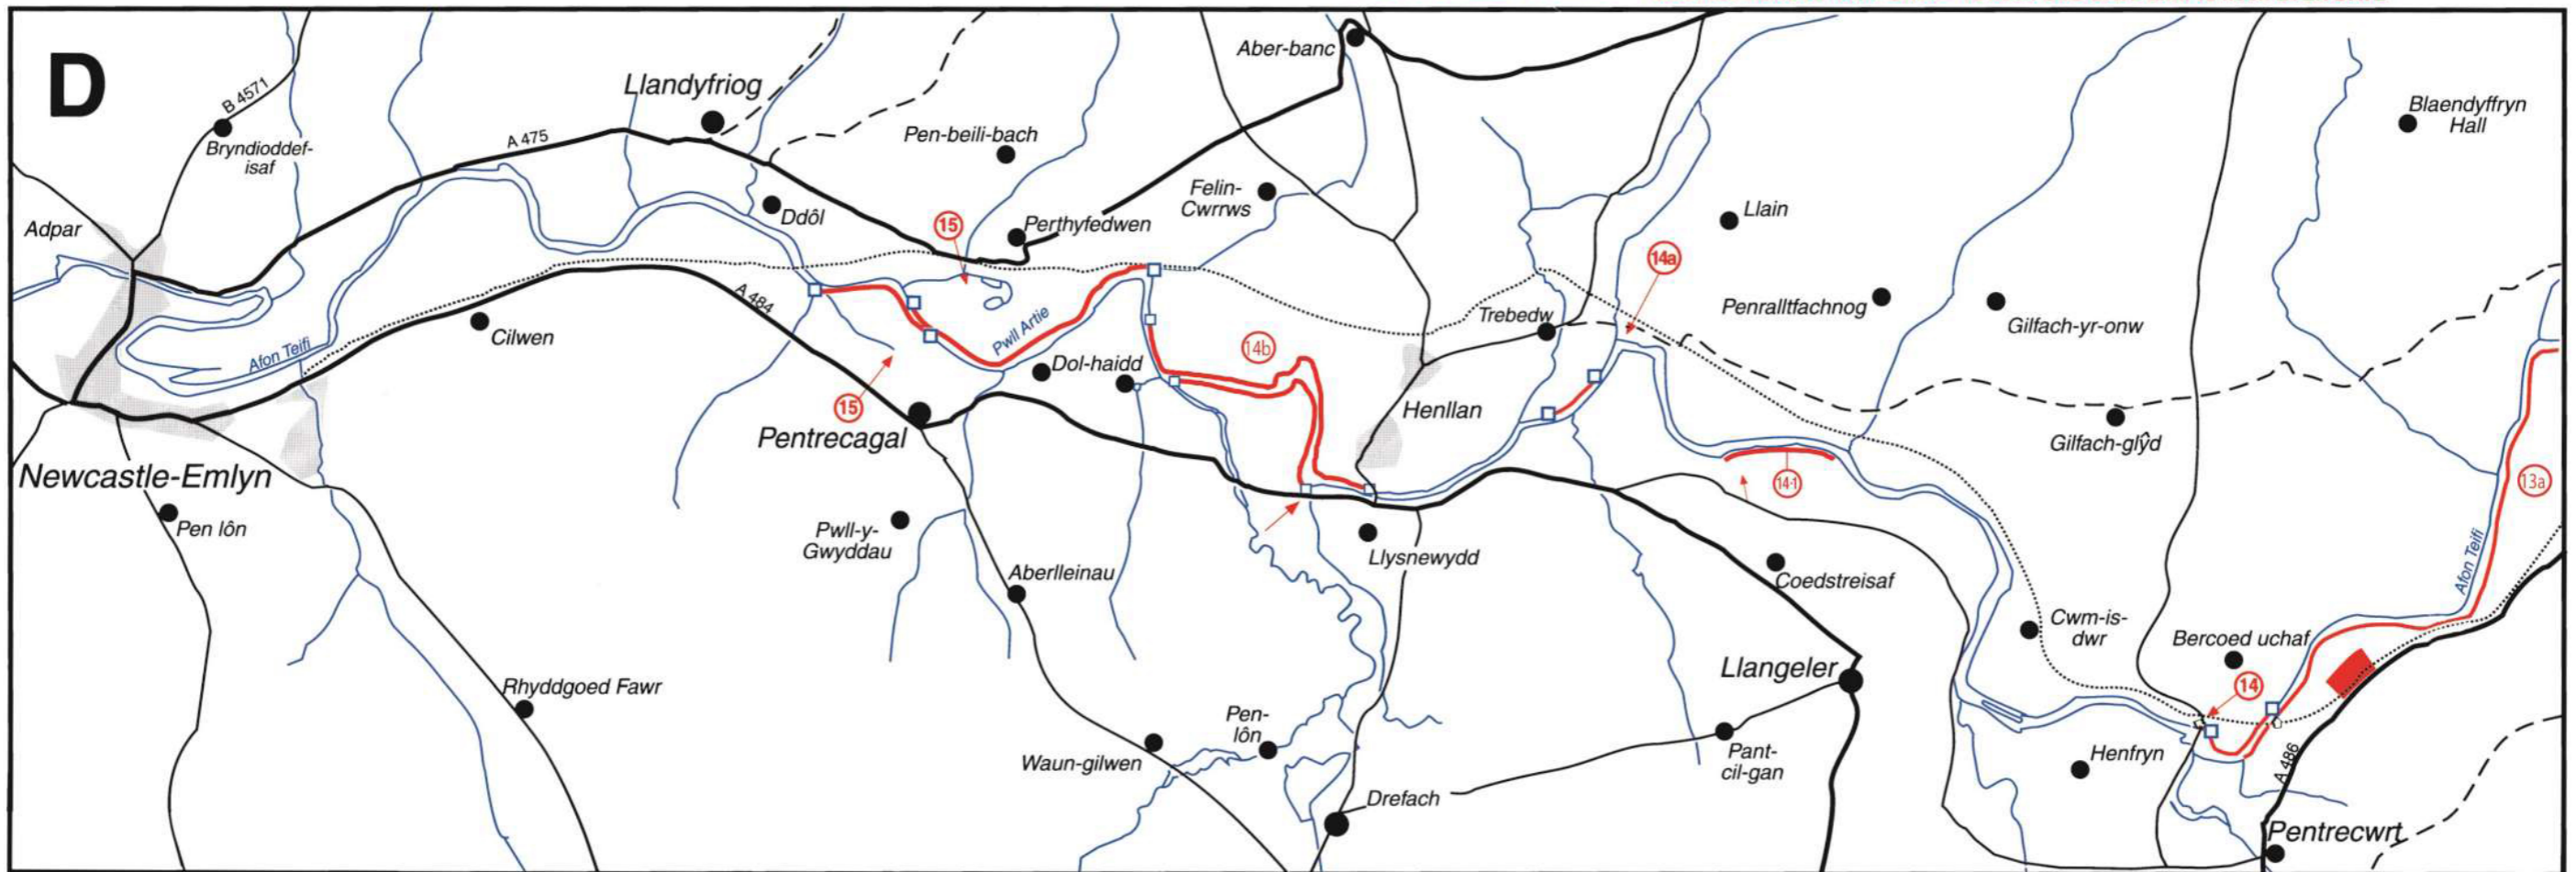 D
B 4571
Bryndioddef-
isaf
Adpar
A 475
Llandyfriog
Ddôl
Pen-beili-bach
Perthyfedwen
Aber-banc
Felin-
Cwrrws
Llain
Blaendyffryn
Hall
15
14a
Trebedw
Penralltfachnog
Gilfach-yr-onw
Afon Teifi
Cilwen
A 484
Pwll Artie
Dol-haidd
14b
15
Pentrecagal
Henllan
Gilfach-glŷd
14-1
13a
Newcastle-Emlyn
Pen lôn
Pwll-y-
Gwyddau
Aberlleinau
Llysnewydd
Coedstreisaf
Afon Teifi
Cwm-is-
dwr
Bercoed uchaf
Rhyddgoed Fawr
Llangeler
14
Waun-gilwen
Pen-
lôn
Pant-
cil-gan
Henfryn
A 486
Drefach
Pentrecwrt